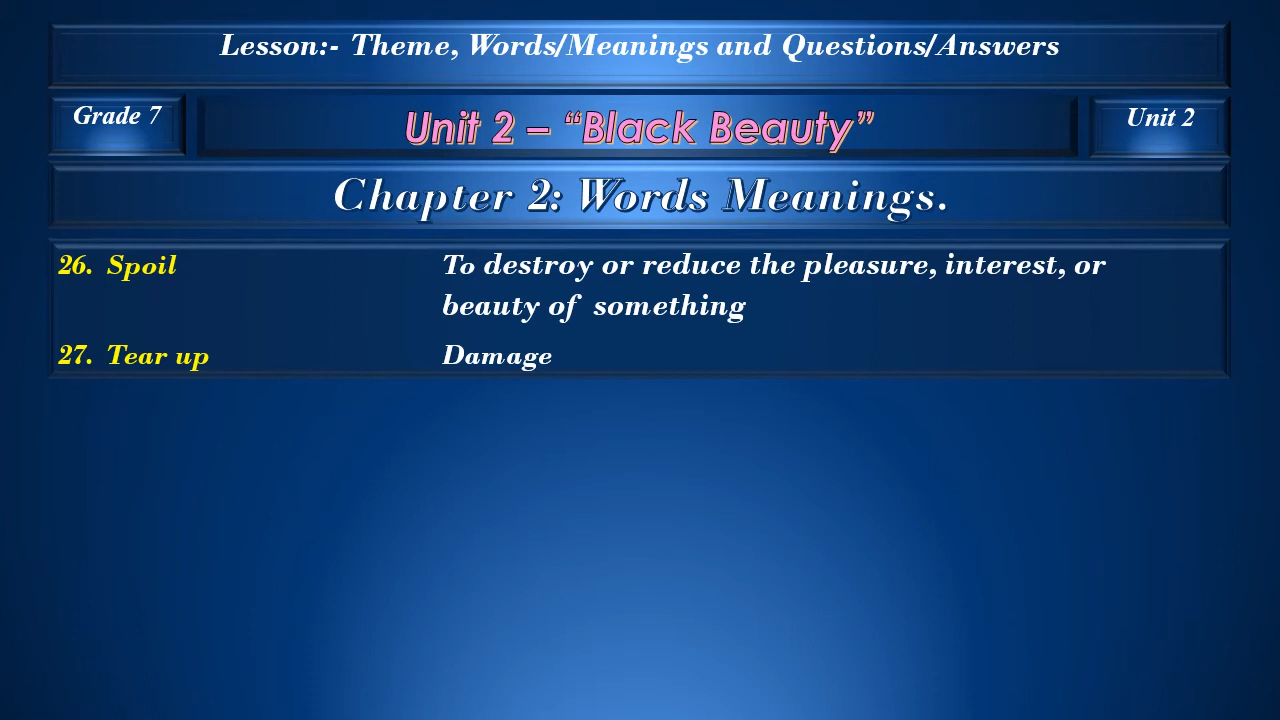 Lesson:- Theme, Words/Meanings and Questions/Answers
Grade 7
Unit 2 – “Black Beauty”
Unit 2
Chapter 2: Words Meanings.
26. Spoil To destroy or reduce the pleasure, interest, or
beauty of something
27. Tear up Damage